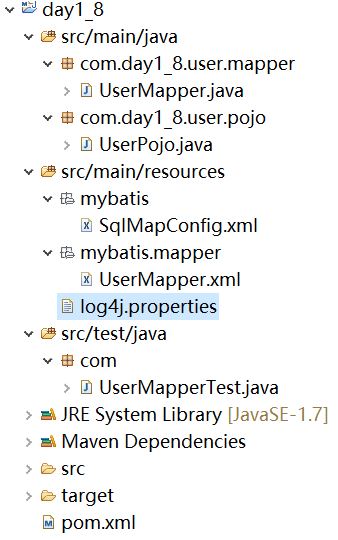 day1_8
src/main/java
com.day1_8.user.mapper
UserMapper.java
com.day1_8.user.pojo
UserPojo.java
src/main/resources
mybatis
SqlMapConfig.xml
mybatis.mapper
UserMapper.xml
log4j.properties
src/test/java
com
UserMapperTest.java
JRE System Library [JavaSE-1.7]
Maven Dependencies
src
target
pom.xml